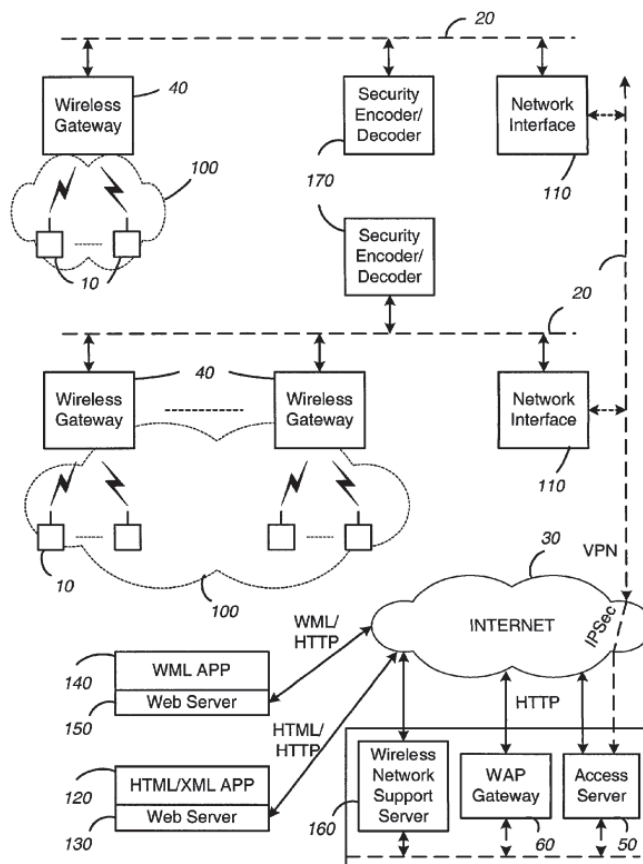 20
40
Wireless
Gateway
Security
Encoder/
Decoder
Network
Interface
100
170
110
10
Security
Encoder/
Decoder
20
40
Wireless
Gateway
Wireless
Gateway
Network
Interface
110
10
100
30
VPN
INTERNET
IPSec
WML/
HTTP
140
WML APP
150
Web Server
HTML/
HTTP
HTTP
120
HTML/XML APP
130
Web Server
Wireless
Network
Support
Server
160
WAP
Gateway
60
Access
Server
50